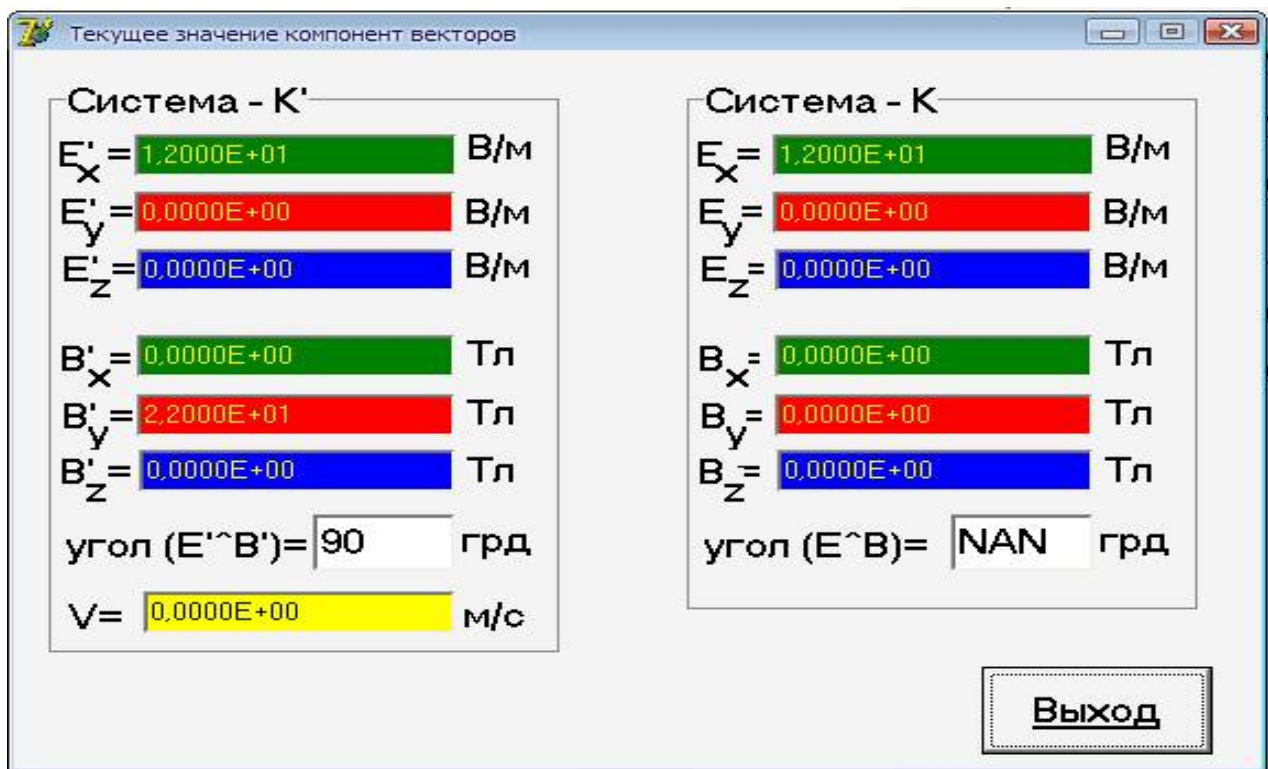 Текущее значение компонент векторов
Система - K'
E'x = 1,2000E+01 В/м
E'y = 0,0000E+00 В/м
E'z = 0,0000E+00 В/м
B'x = 0,0000E+00 Тл
B'y = 2,2000E+01 Тл
B'z = 0,0000E+00 Тл
угол (E'^B')= 90 грд
V= 0,0000E+00 м/с
Система - K
Ex = 1,2000E+01 В/м
Ey = 0,0000E+00 В/м
Ez = 0,0000E+00 В/м
Bx = 0,0000E+00 Тл
By = 0,0000E+00 Тл
Bz = 0,0000E+00 Тл
угол (E^B)= NAN грд
Выход